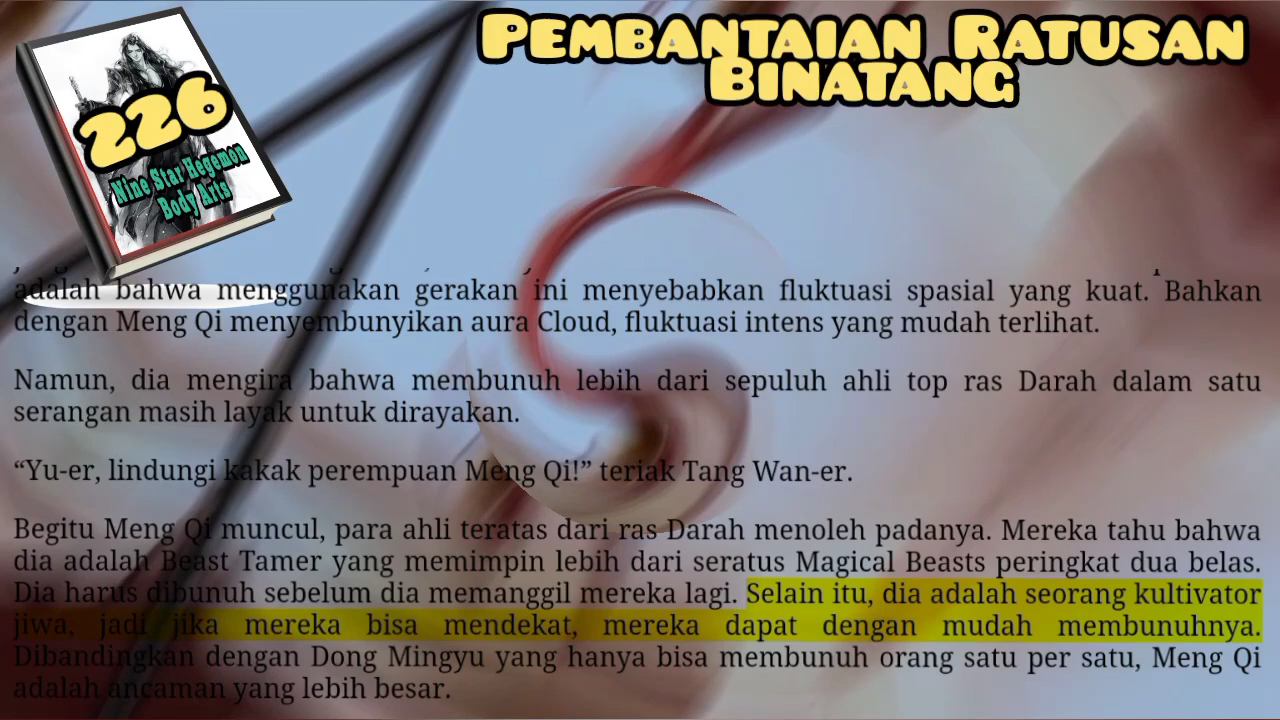 Pembantaian Ratusan
Binatang
226
Nine Star Hegemon
Body Arts
adalah bahwa menggunakan gerakan ini menyebabkan fluktuasi spasial yang kuat. Bahkan
dengan Meng Qi menyembunyikan aura Cloud, fluktuasi intens yang mudah terlihat.
Namun, dia mengira bahwa membunuh lebih dari sepuluh ahli top ras Darah dalam satu
serangan masih layak untuk dirayakan.
“Yu-er, lindungi kakak perempuan Meng Qi!” teriak Tang Wan-er.
Begitu Meng Qi muncul, para ahli teratas dari ras Darah menoleh padanya. Mereka tahu bahwa
dia adalah Beast Tamer yang memimpin lebih dari seratus Magical Beasts peringkat dua belas.
Dia harus dibunuh sebelum dia memanggil mereka lagi. Selain itu, dia adalah seorang kultivator
jiwa, jadi jika mereka bisa mendekat, mereka dapat dengan mudah membunuhnya.
Dibandingkan dengan Dong Mingyu yang hanya bisa membunuh orang satu per satu, Meng Qi
adalah ancaman yang lebih besar.